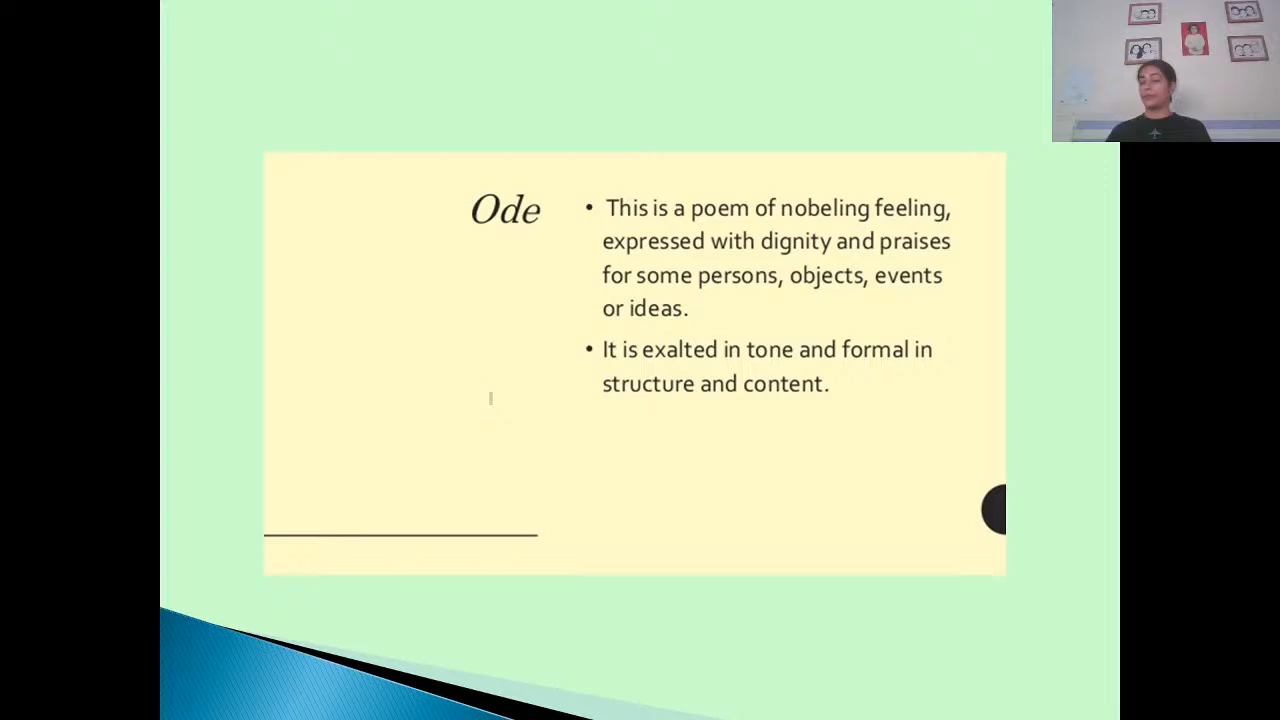 Ode
• This is a poem of nobeling feeling,
expressed with dignity and praises
for some persons, objects, events
or ideas.
• It is exalted in tone and formal in
structure and content.